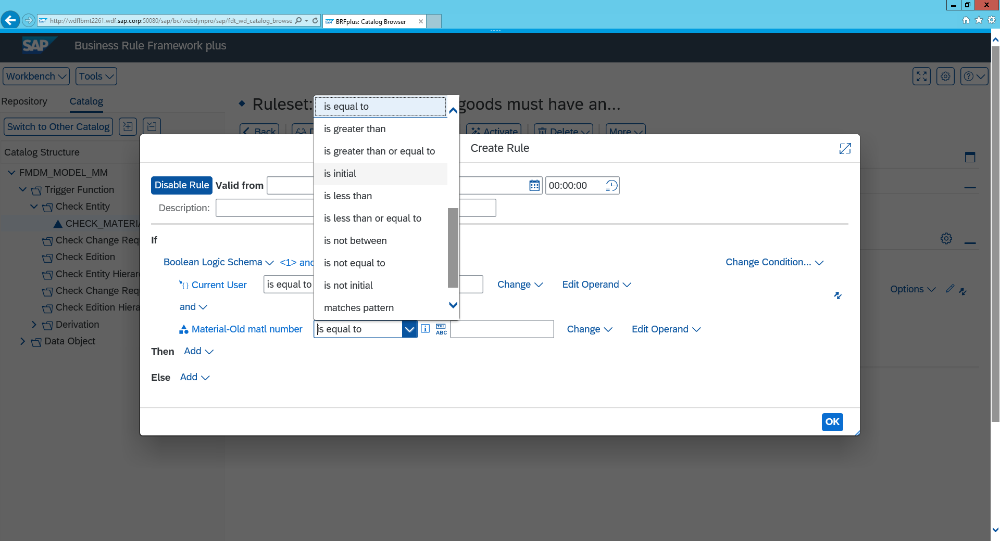 http://wdflbmt2261.wdf.sap.corp:50080/sap/bc/webdynpro/sap/fdt_wd_catalog_browse
BRFplus: Catalog Browser
SAP Business Rule Framework plus
Workbench Tools
Repository Catalog
Ruleset: goods must have an...
Switch to Other Catalog
Back Activate Delete More
Catalog Structure
FMDM_MODEL_MM
Trigger Function
Check Entity
CHECK_MATERIA
Check Change Req
Check Edition
Check Entity Hierar
Check Change Req
Check Edition Hiera
Derivation
Data Object
Create Rule
Disable Rule Valid from 00:00:00
Description:
If
Boolean Logic Schema <1> and Change Condition...
Current User is equal to Change Edit Operand
and
Options
is equal to
is greater than
is greater than or equal to
is initial
is less than
is less than or equal to
is not between
is not equal to
is not initial
matches pattern
Material-Old matl number is equal to ABC Change Edit Operand
Then Add
Else Add
OK